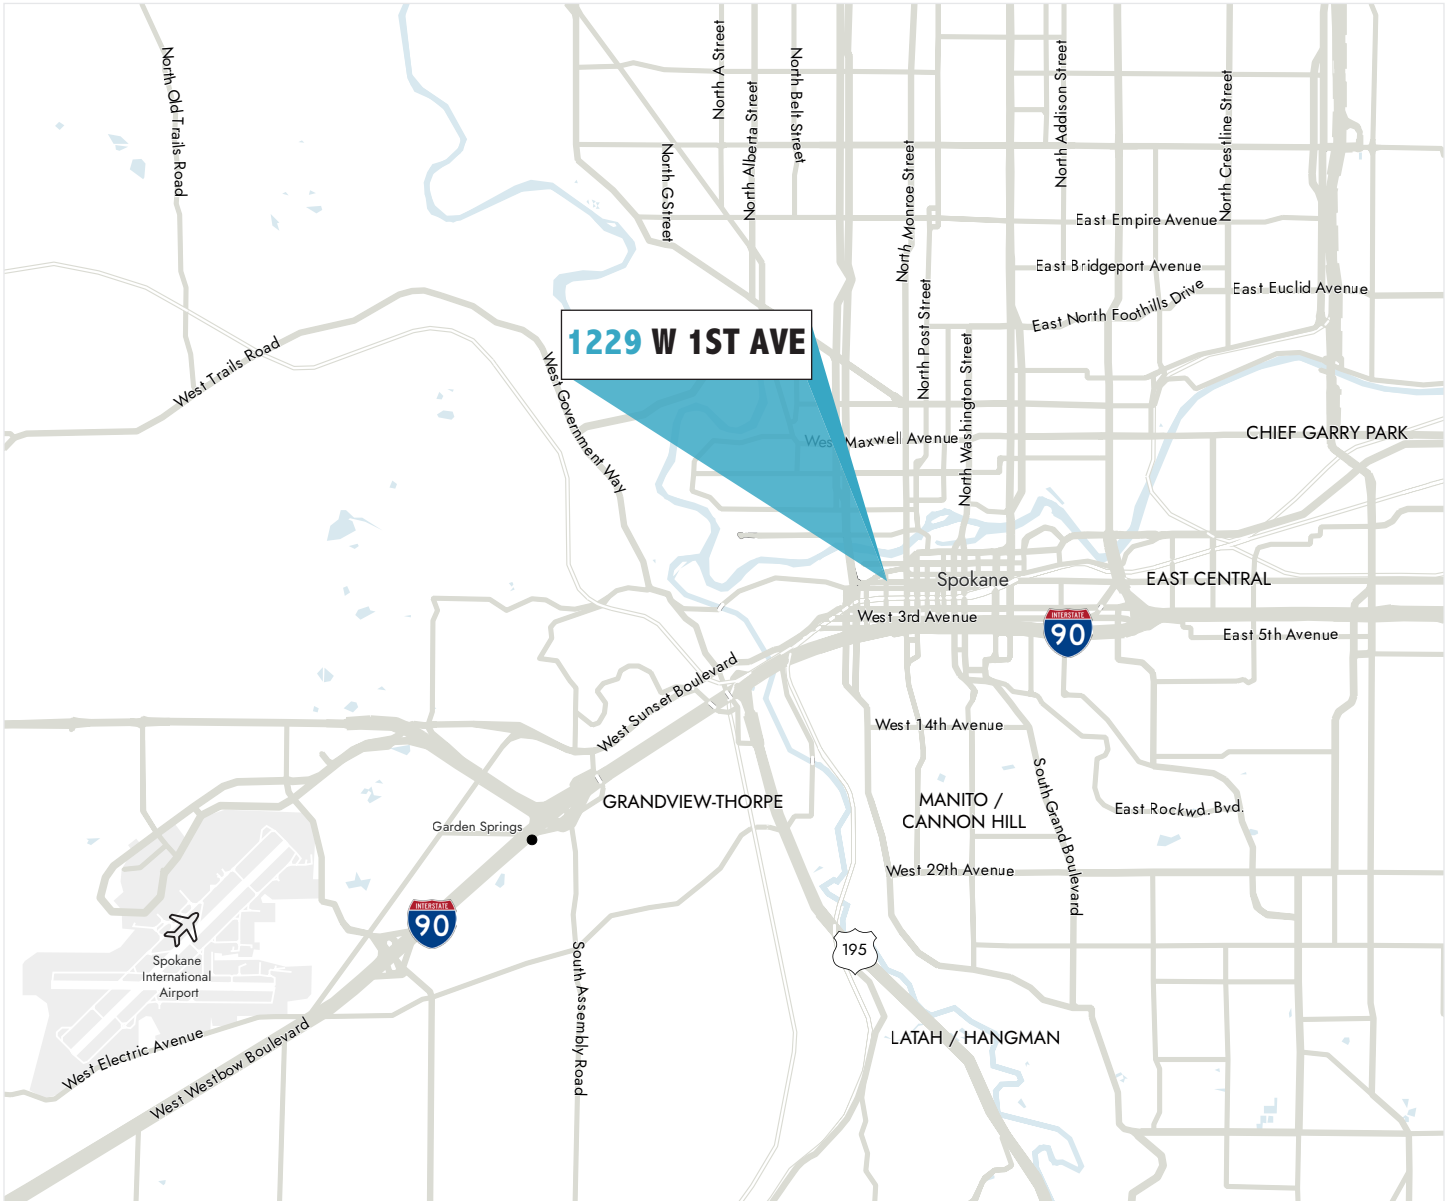 North Old Trails Road
North A Street
North Belt Street
North Alberta Street
North G Street
North Monroe Street
North Addison Street
North Crestline Street
East Empire Avenue
East Bridgeport Avenue
East Euclid Avenue
East North Foothills Drive
North Post Street
North Washington Street
1229 W 1ST AVE
West Trails Road
West Government Way
West Maxwell Avenue
CHIEF GARRY PARK
Spokane
EAST CENTRAL
West 3rd Avenue
INTERSTATE
90
East 5th Avenue
West Sunset Boulevard
West 14th Avenue
South Grand Boulevard
GRANDVIEW-THORPE
MANITO /
CANNON HILL
East Rockwd. Bvd.
Garden Springs
West 29th Avenue
INTERSTATE
90
195
Spokane
International
Airport
South Assembly Road
West Electric Avenue
West Westbow Boulevard
LATAH / HANGMAN